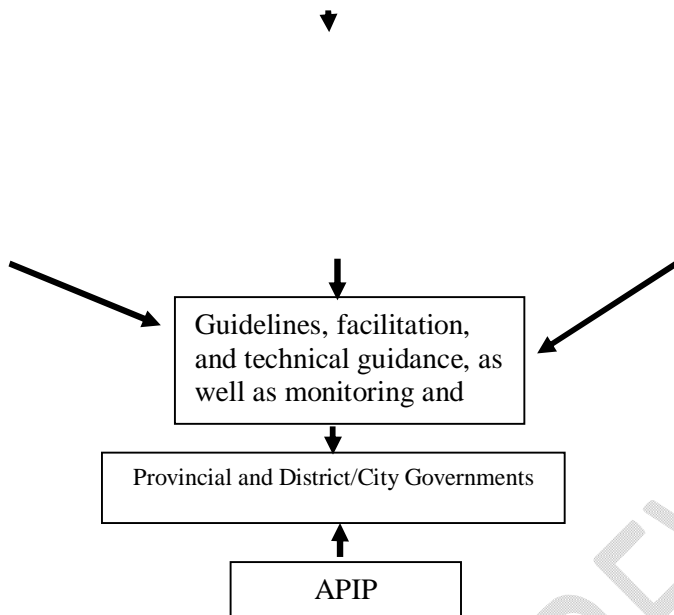 Guidelines, facilitation,
and technical guidance, as
well as monitoring and
Provincial and District/City Governments
APIP